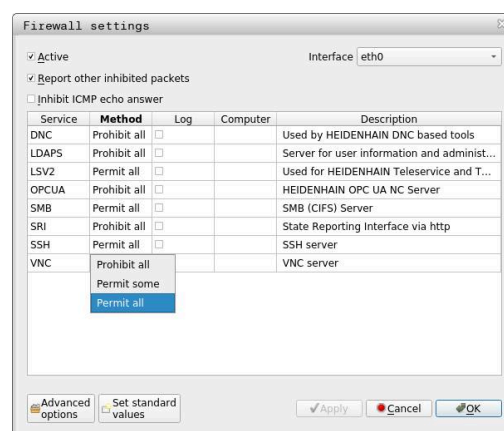 Firewall settings
Active
Interface eth0
Report other inhibited packets
Inhibit ICMP echo answer
Service Method Log Computer Description
DNC Prohibit all Used by HEIDENHAIN DNC based tools
LDAPS Prohibit all Server for user information and administ...
LSV2 Permit all Used for HEIDENHAIN Teleservice and T...
OPCUA Prohibit all HEIDENHAIN OPC UA NC Server
SMB Permit all SMB (CIFS) Server
SRI Prohibit all State Reporting Interface via http
SSH Permit all SSH server
VNC Prohibit all VNC server
Permit some
Permit all
Advanced options
Set standard values
Apply
Cancel
OK